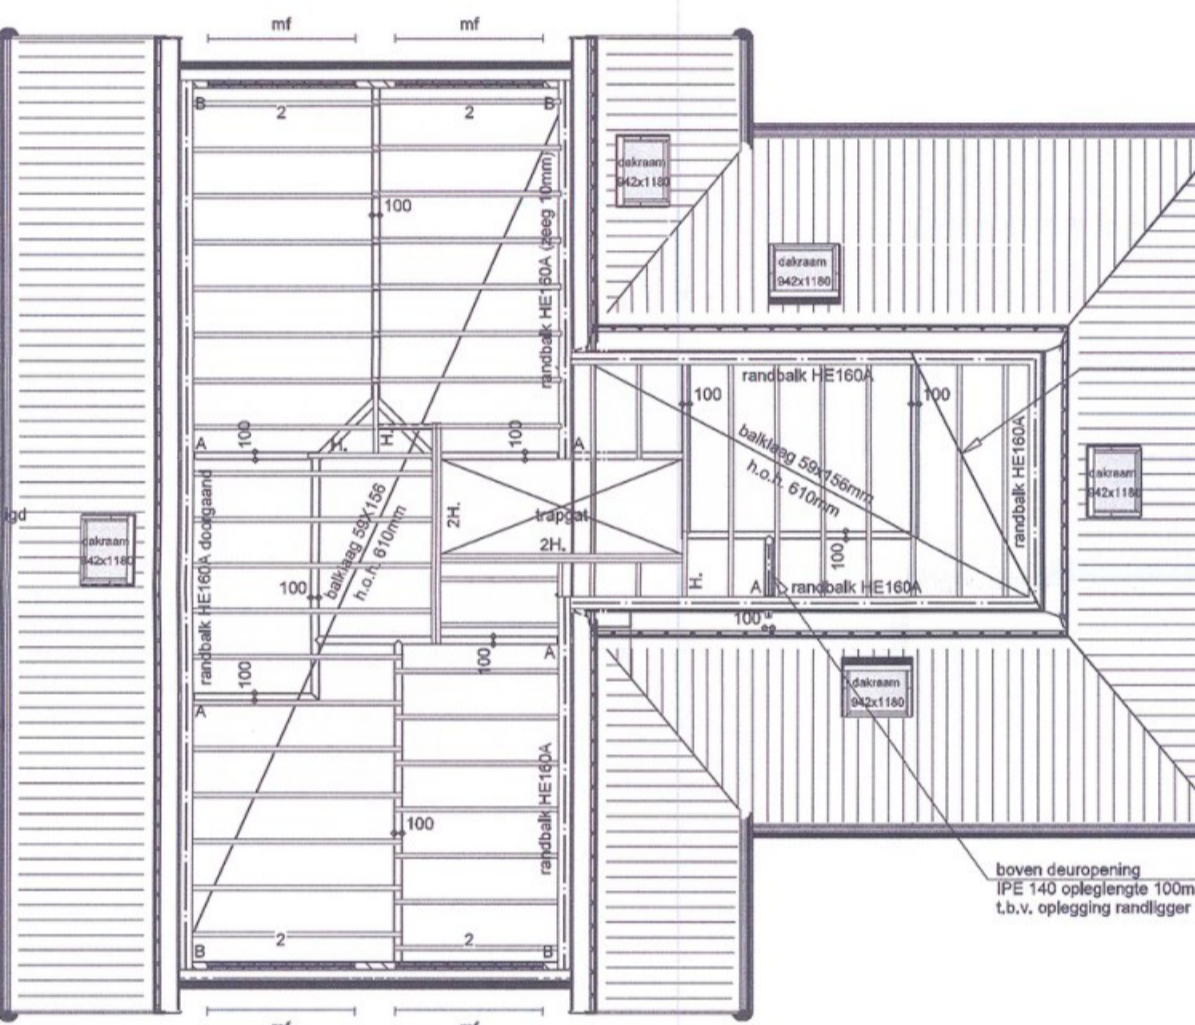 mf
mf
B
2
2
B
dakraam
942x1180
100
randbalk HE160A (zeeg 10mm)
dakraam
942x1180
randbalk HE160A
100
100
A
100
H.
H.
100
A
balklaag 59x156mm
h.o.h. 610mm
randbalk HE160A
dakraam
942x1180
igd
dakraam
942x1180
randbalk HE160A doorgaand
balklaag 59X156
h.o.h. 610mm
2H.
trapgat
2H.
100
100
H.
A
randbalk HE160A
100
100
100
A
A
dakraam
942x1180
randbalk HE160A
100
boven deuropening
IPE 140 opleglengte 100m
t.b.v. oplegging randligger
B
2
2
B
mf
mf